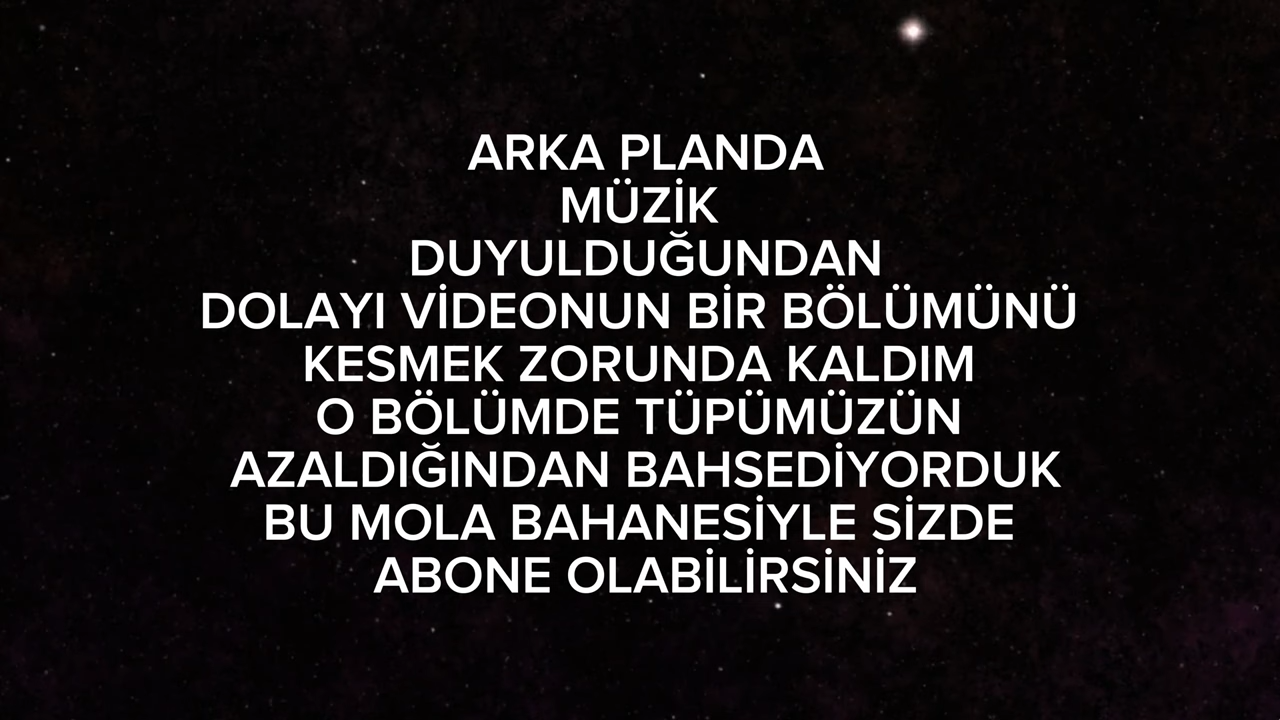 ARKA PLANDA
MÜZİK
DUYULDUĞUNDAN
DOLAYI VİDEONUN BİR BÖLÜMÜNÜ
KESMEK ZORUNDA KALDIM
O BÖLÜMDE TÜPÜMÜZÜN
AZALDIĞINDAN BAHSEDİYORDUK
BU MOLA BAHANESİYLE SİZDE
ABONE OLABİLİRSİNİZ